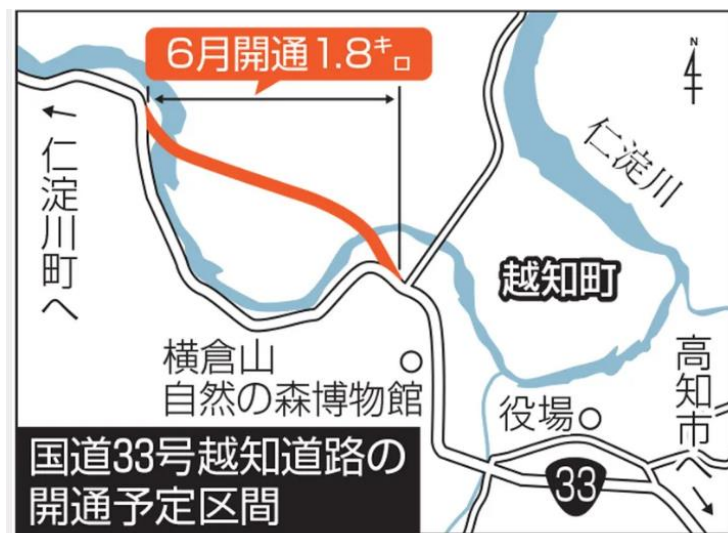 6月開通1.8㌔
N
← 仁淀川町へ
仁淀川
越知町
横倉山
自然の森博物館
役場
高知市へ →
33
国道33号越知道路の
開通予定区間